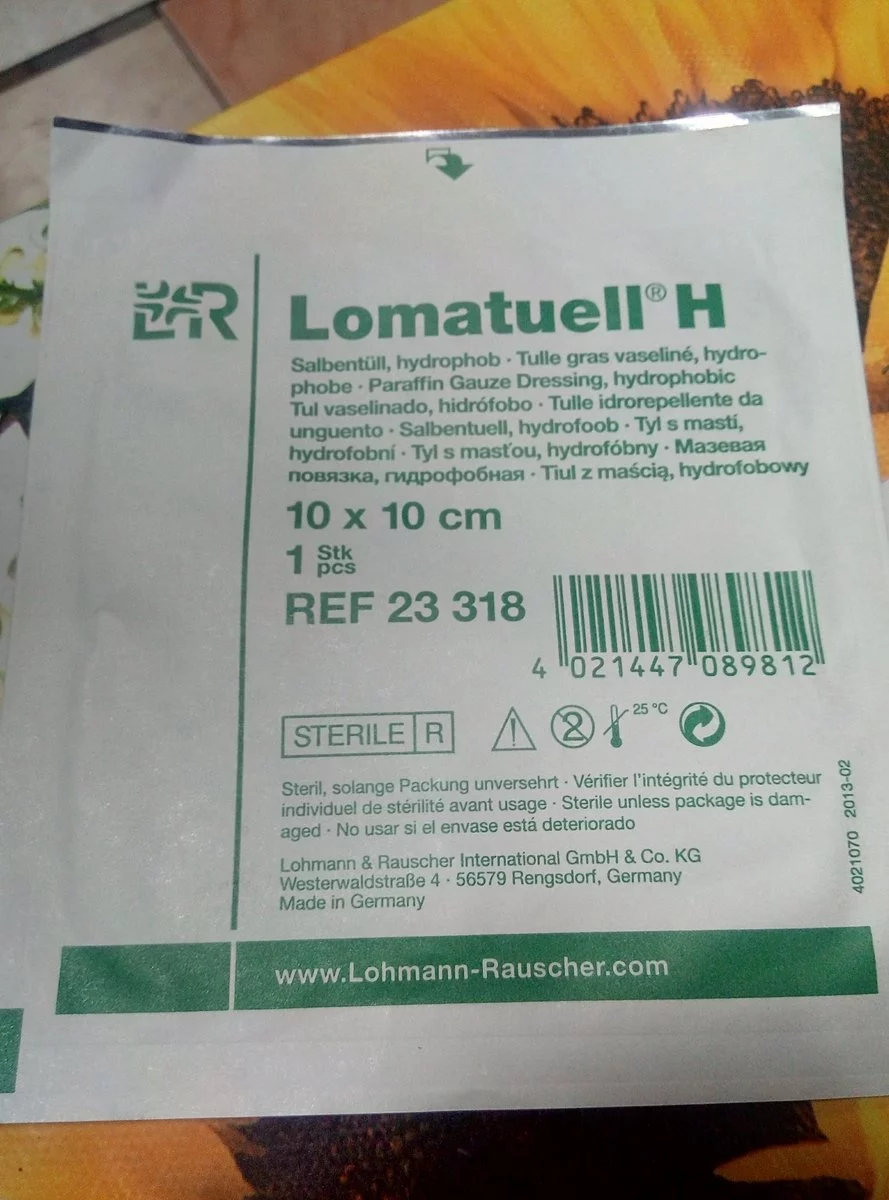 L&R
Lomatuell® H
Salbentüll, hydrophob · Tulle gras vaseliné, hydro-
phobe · Paraffin Gauze Dressing, hydrophobic
Tul vaselinado, hidrófobo · Tulle idrorepellente da
unguento · Salbentuell, hydrofoob · Tyl s mastí,
hydrofobní · Tyl s masťou, hydrofóbny · Мазевая
повязка, гидрофобная · Tiul z maścią, hydrofobowy
10 x 10 cm
1 Stk
pcs
REF 23 318
4 021447 089812
STERILE R
2
25 °C
Steril, solange Packung unversehrt · Vérifier l'intégrité du protecteur
individuel de stérilité avant usage · Sterile unless package is dam-
aged · No usar si el envase está deteriorado
Lohmann & Rauscher International GmbH & Co. KG
Westerwaldstraße 4 · 56579 Rengsdorf, Germany
Made in Germany
4021070 2013-02
www.Lohmann-Rauscher.com